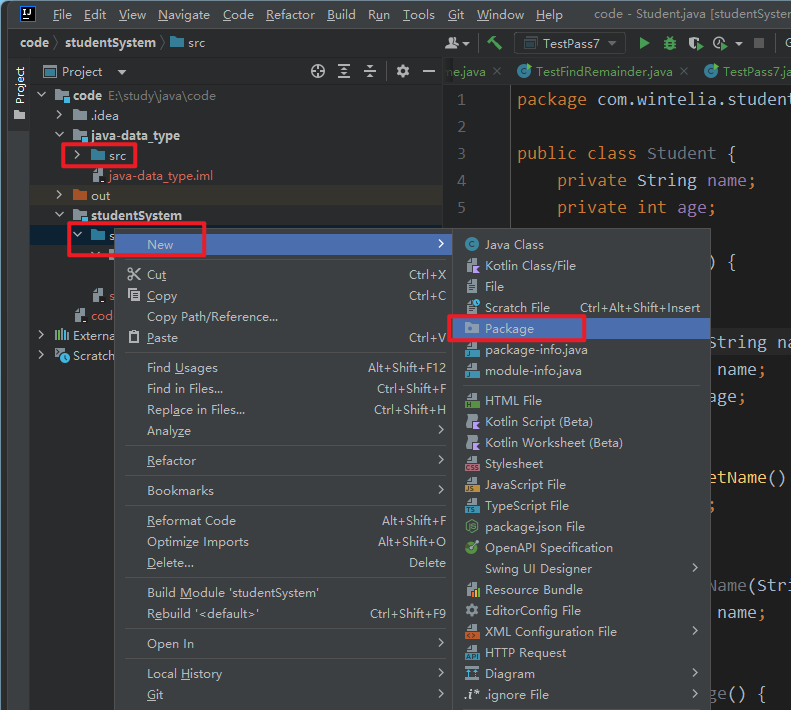 File Edit View Navigate Code Refactor Build Run Tools Git Window Help code - Student.java [studentSystem
code studentSystem src TestPass7
Project
Project me.java TestFindRemainder.java TestPass7.ja
code E:\study\java\code
.idea
java-data_type
src
java-data_type.iml
out
studentSystem
1 package com.wintelia.student
2
3 public class Student {
4 private String name;
5 private int age;
) {
String na
name;
age;
etName()
;
Name(Stri
name;
ge() {
code
Externa
Scratch
New
Cut Ctrl+X
Copy Ctrl+C
Copy Path/Reference...
Paste Ctrl+V
Find Usages Alt+Shift+F12
Find in Files... Ctrl+Shift+F
Replace in Files... Ctrl+Shift+H
Analyze
Refactor
Bookmarks
Reformat Code Alt+Shift+F
Optimize Imports Alt+Shift+O
Delete... Delete
Build Module 'studentSystem'
Rebuild '<default>' Ctrl+Shift+F9
Open In
Local History
Git
Java Class
Kotlin Class/File
File
Scratch File Ctrl+Alt+Shift+Insert
Package
package-info.java
module-info.java
HTML File
Kotlin Script (Beta)
Kotlin Worksheet (Beta)
Stylesheet
JavaScript File
TypeScript File
package.json File
OpenAPI Specification
Swing UI Designer
Resource Bundle
EditorConfig File
XML Configuration File
HTTP Request
Diagram
.i* .ignore File